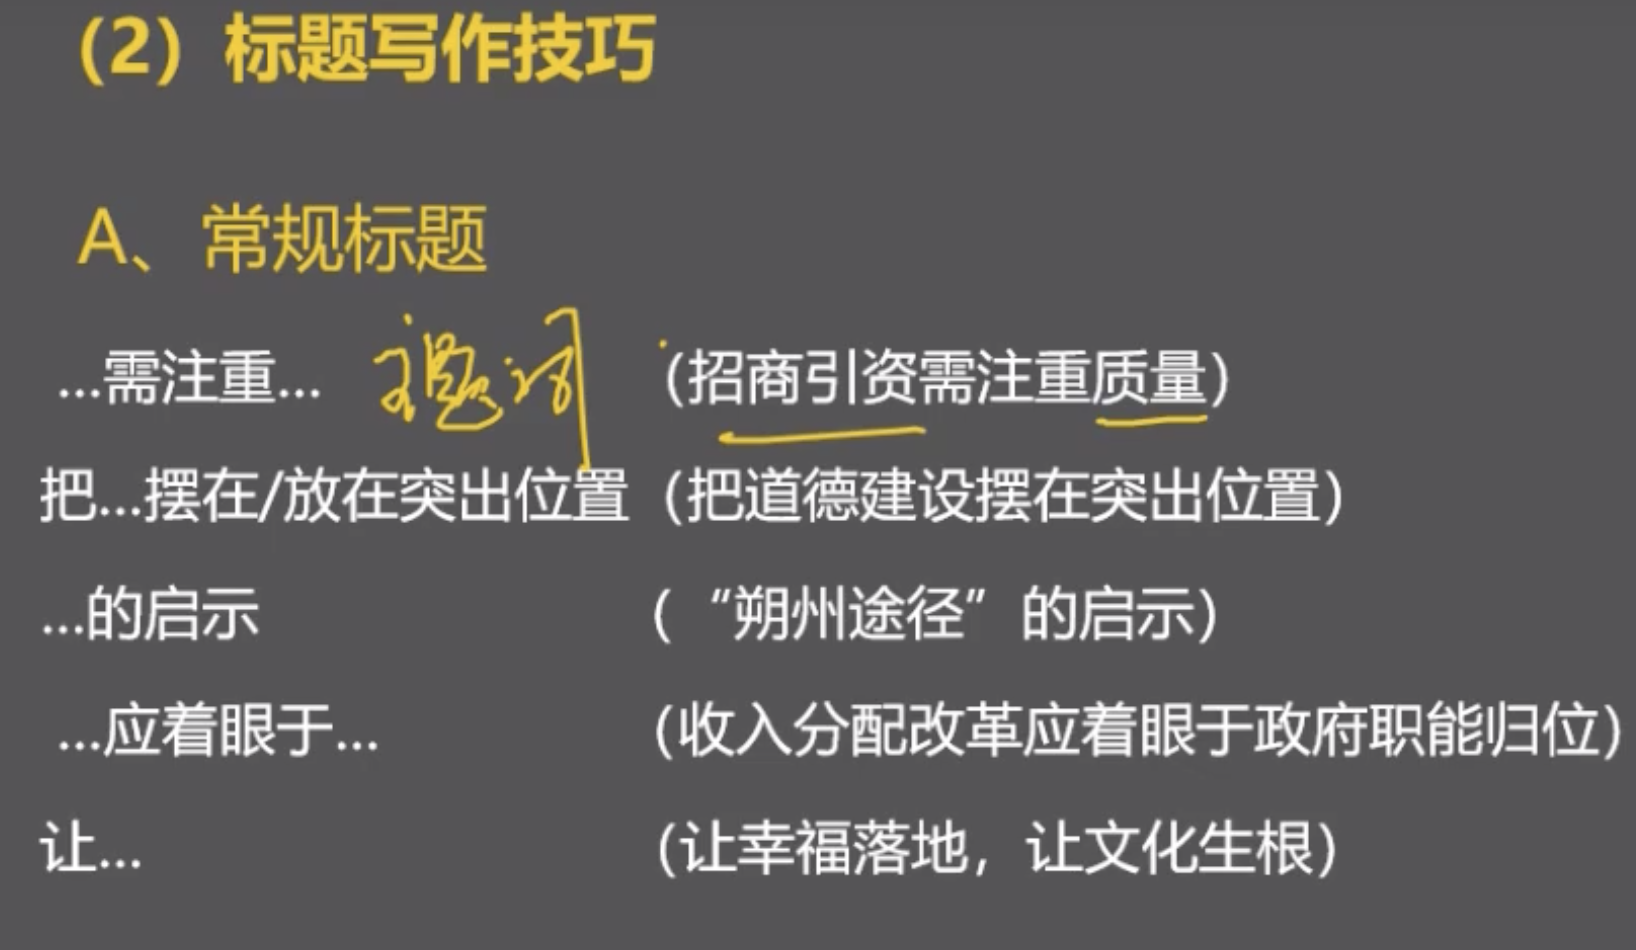 （2）标题写作技巧
A、常规标题
…需注重… 主题词 （招商引资需注重质量）
把…摆在/放在突出位置（把道德建设摆在突出位置）
…的启示 （“朔州途径”的启示）
…应着眼于… （收入分配改革应着眼于政府职能归位）
让… （让幸福落地，让文化生根）